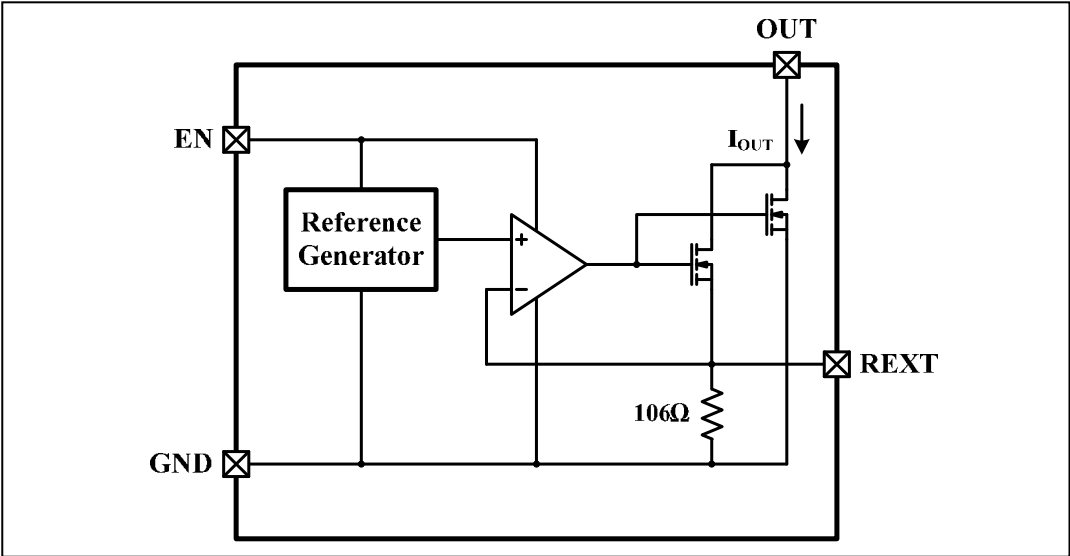 OUT
EN
IOUT
Reference
Generator
+
−
REXT
106Ω
GND